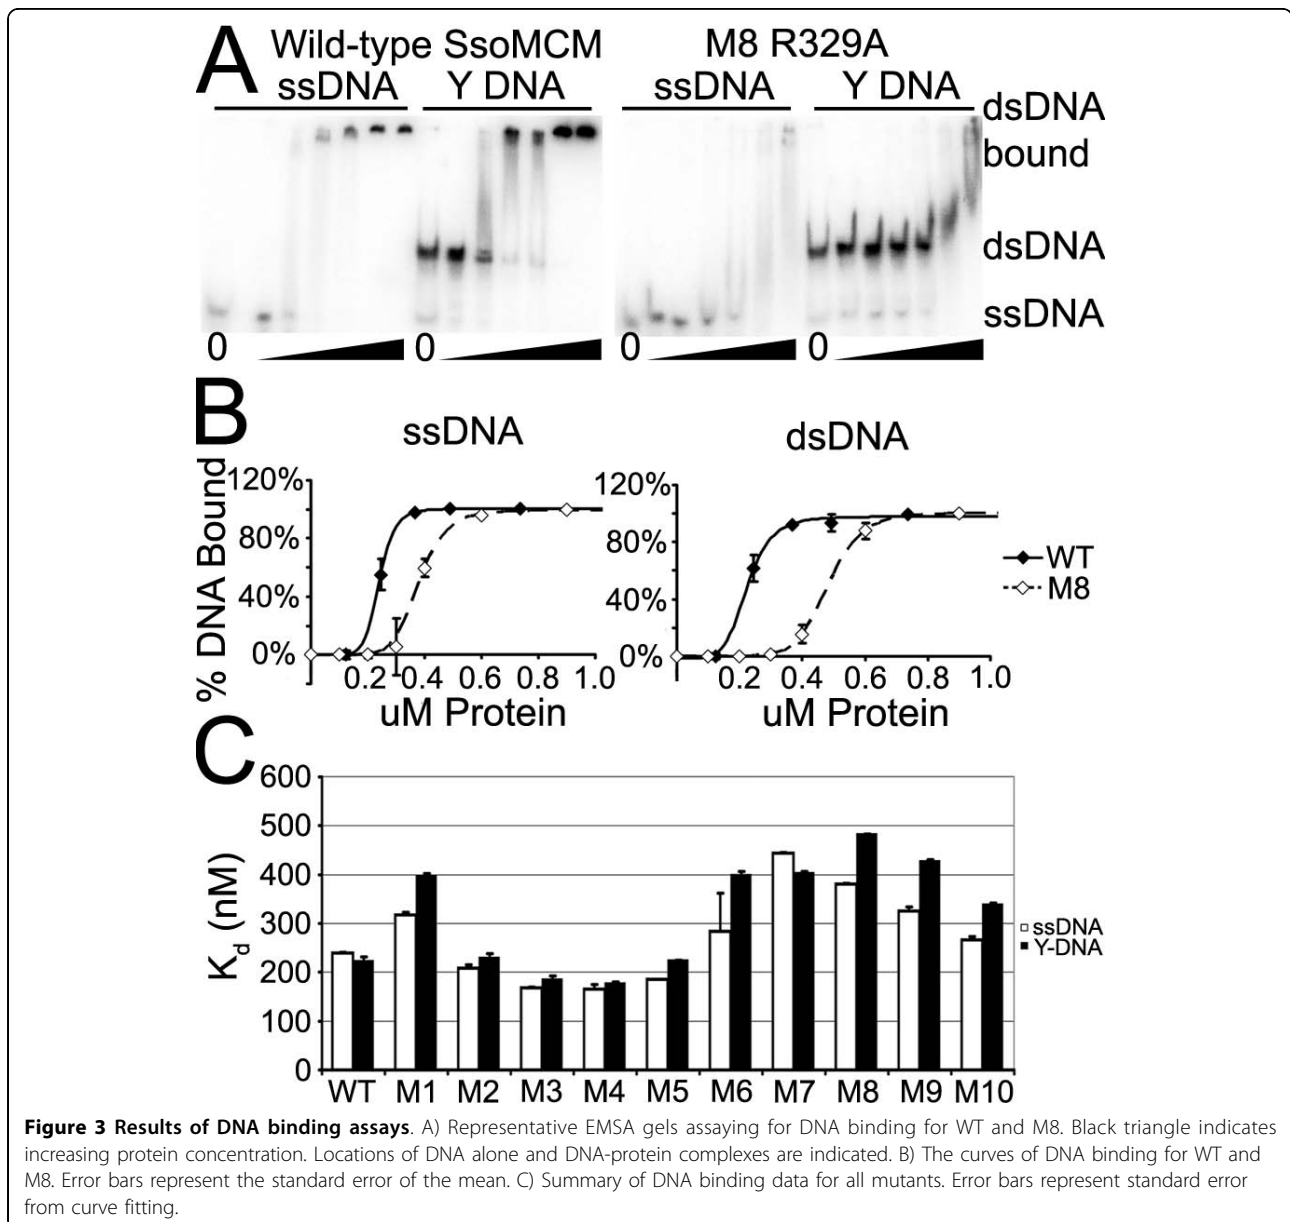 A
Wild-type SsoMCM
M8 R329A
ssDNA
Y DNA
ssDNA
Y DNA
dsDNA
bound
dsDNA
ssDNA
0
0
0
0
B
ssDNA
dsDNA
% DNA Bound
120%
80%
40%
0%
0.2 0.4 0.6 0.8 1.0
uM Protein
120%
80%
40%
0%
0.2 0.4 0.6 0.8 1.0
uM Protein
WT
M8
C
Kd (nM)
600
500
400
300
200
100
0
WT M1 M2 M3 M4 M5 M6 M7 M8 M9 M10
ssDNA
Y-DNA
Figure 3 Results of DNA binding assays. A) Representative EMSA gels assaying for DNA binding for WT and M8. Black triangle indicates
increasing protein concentration. Locations of DNA alone and DNA-protein complexes are indicated. B) The curves of DNA binding for WT and
M8. Error bars represent the standard error of the mean. C) Summary of DNA binding data for all mutants. Error bars represent standard error
from curve fitting.